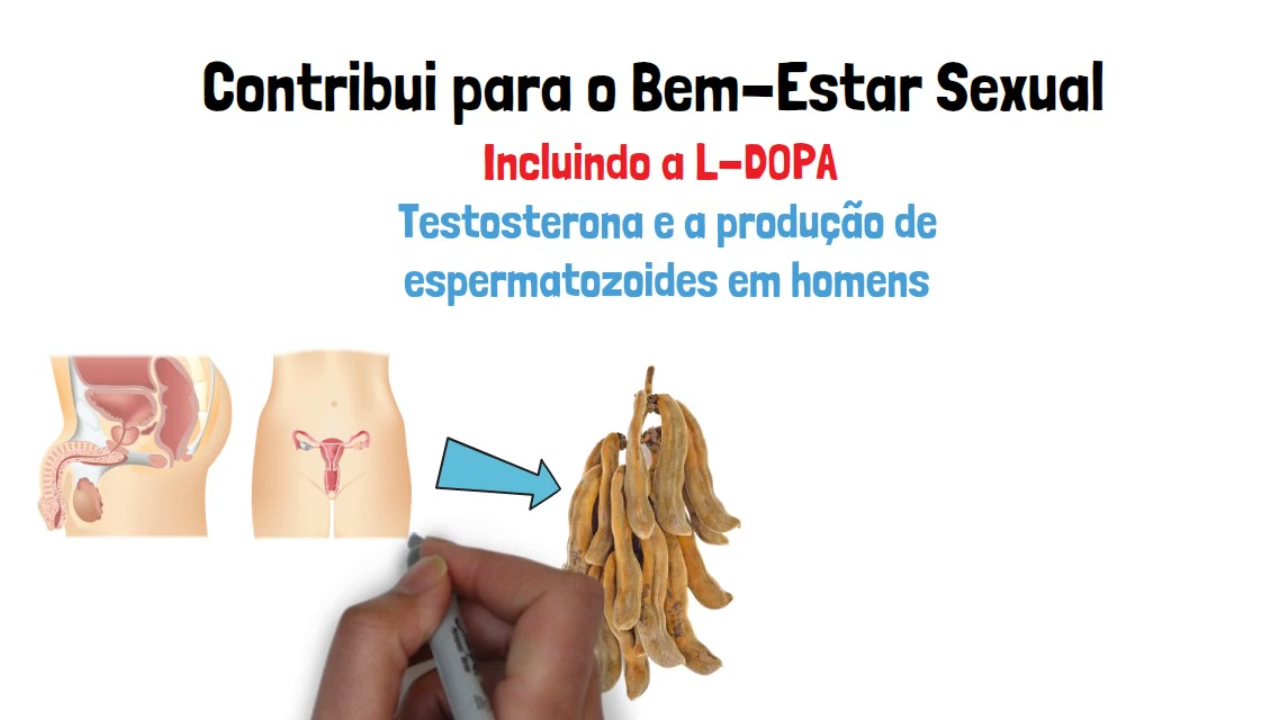 Contribui para o Bem-Estar Sexual
Incluindo a L-DOPA
Testosterona e a produção de
espermatozoides em homens